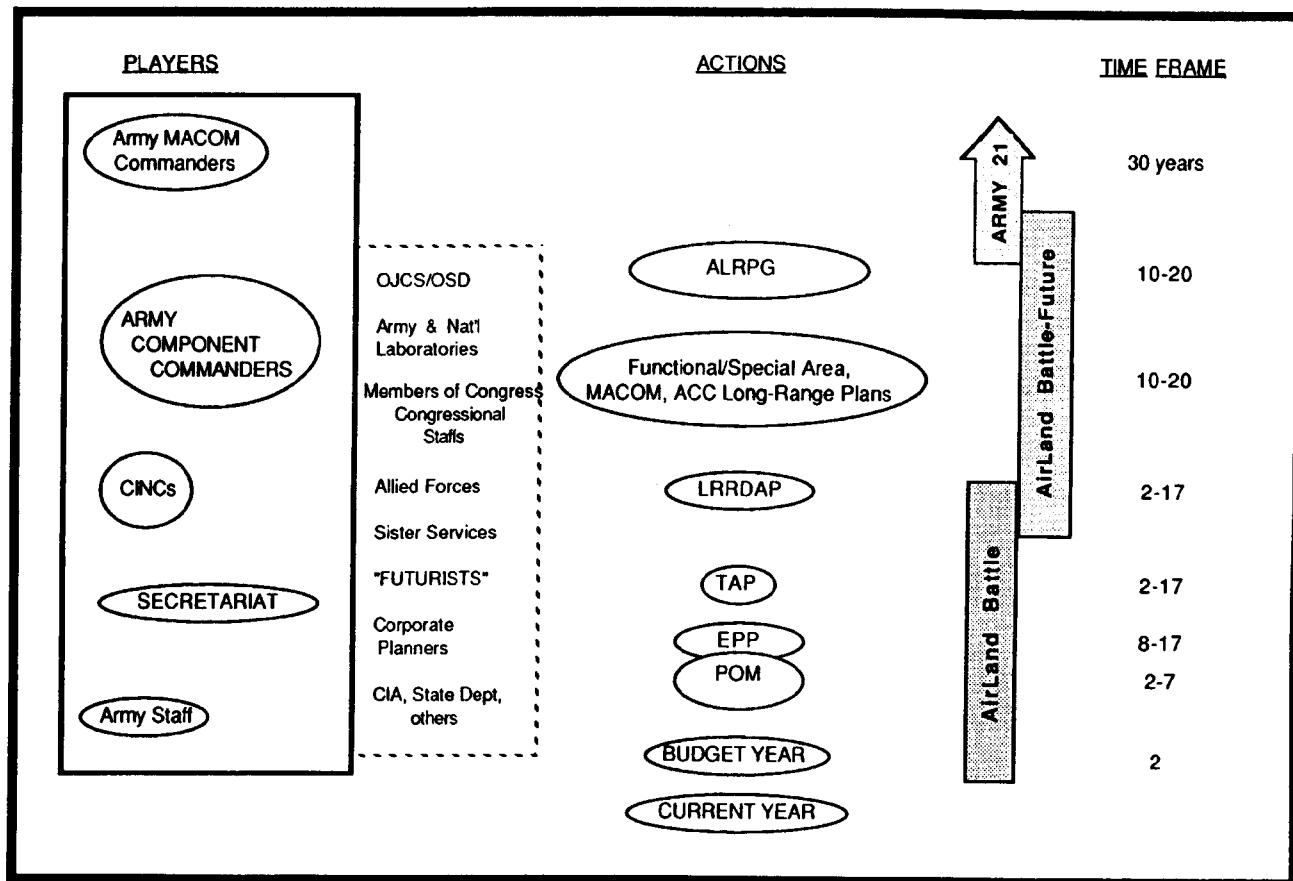 PLAYERS
ACTIONS
TIME FRAME
Army MACOM
Commanders
ARMY
COMPONENT
COMMANDERS
CINCs
SECRETARIAT
Army Staff
OJCS/OSD
Army & Nat'l
Laboratories
Members of Congress
Congressional
Staffs
Allied Forces
Sister Services
"FUTURISTS"
Corporate
Planners
CIA, State Dept,
others
ALRPG
Functional/Special Area,
MACOM, ACC Long-Range Plans
LRRDAP
TAP
EPP
POM
BUDGET YEAR
CURRENT YEAR
ARMY 21
AirLand Battle-Future
AirLand Battle
30 years
10-20
10-20
2-17
2-17
8-17
2-7
2